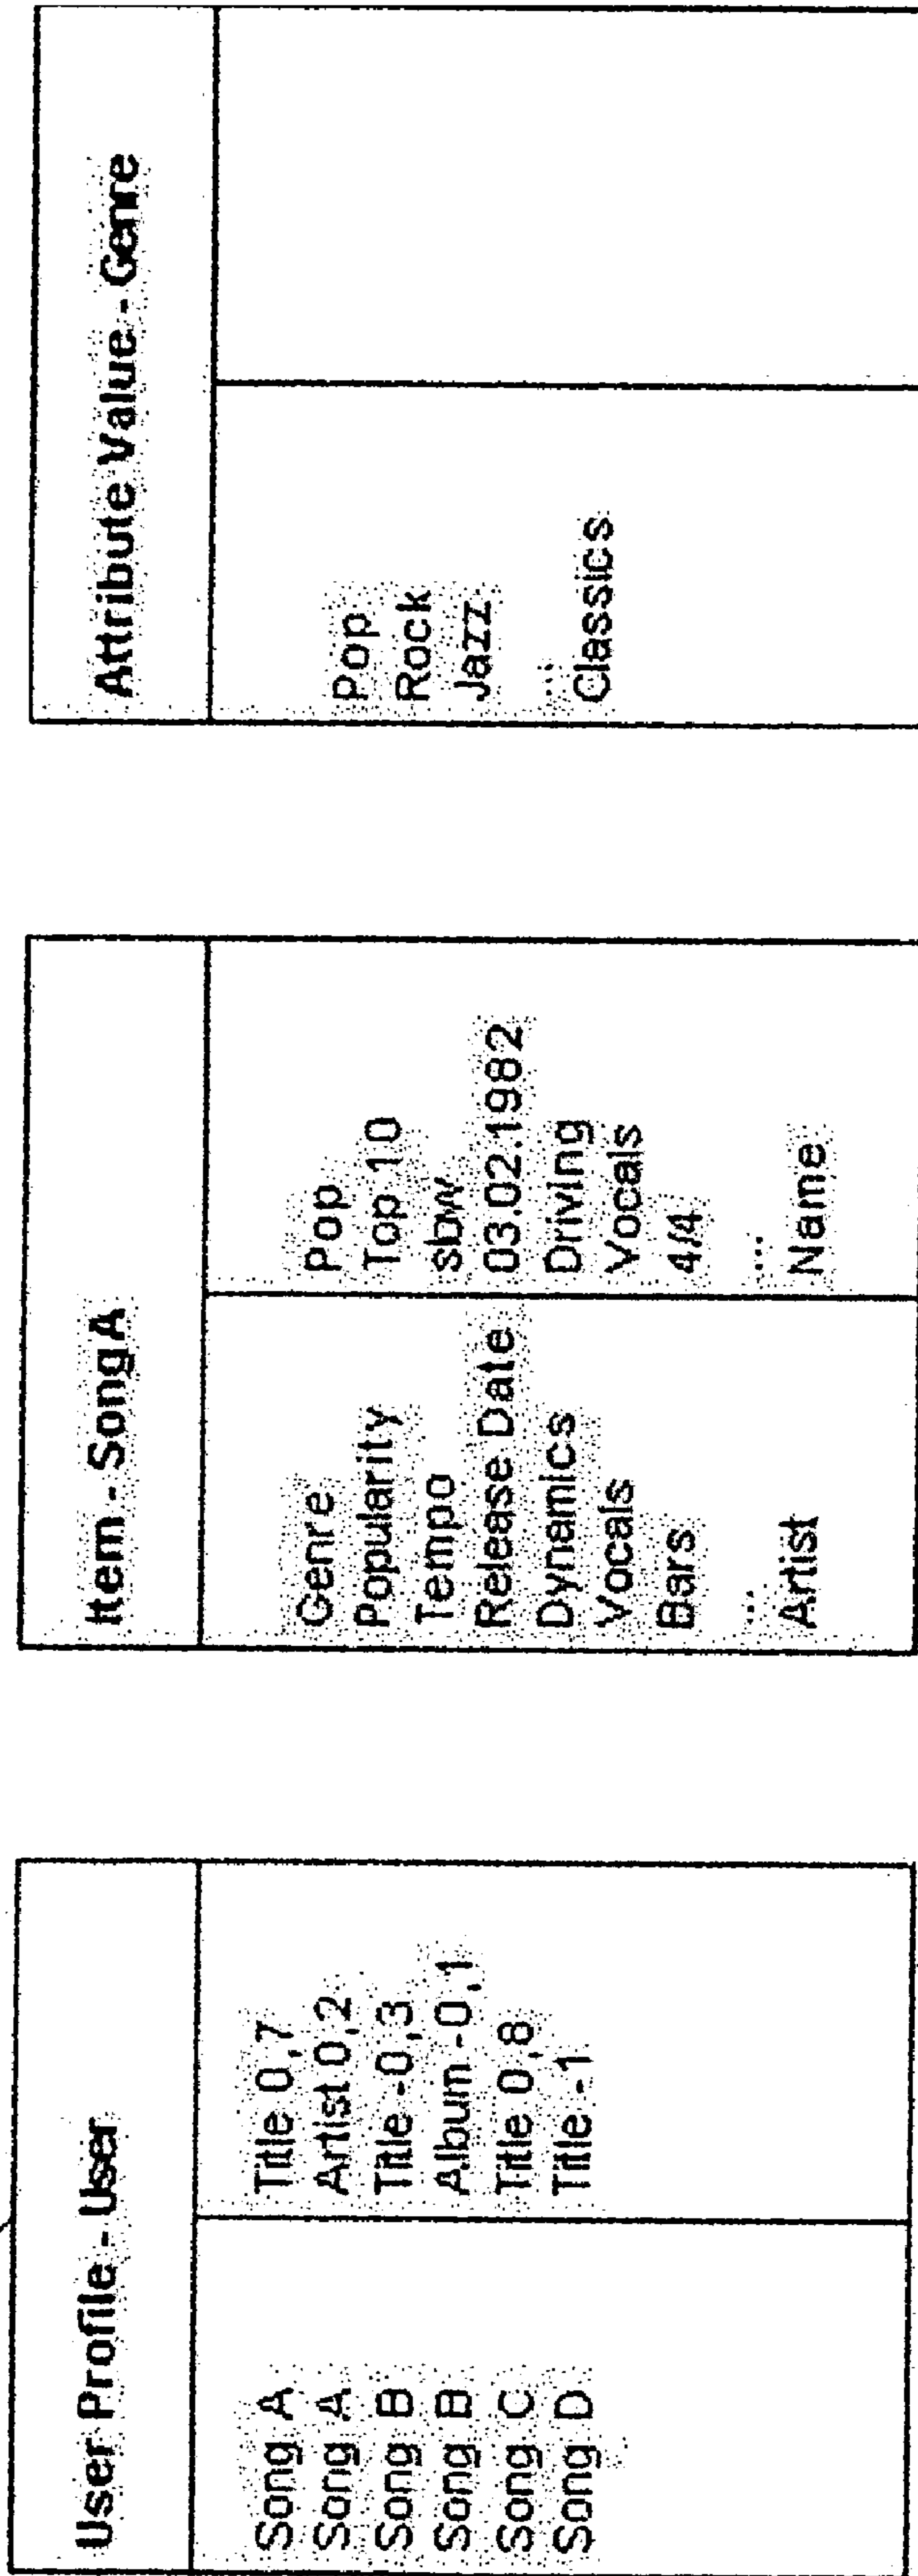 User Profile - User
Song A Title 0,7
Song A Artist 0,2
Song B Title -0,3
Song B Album -0,1
Song C Title 0,8
Song D Title -1
Item - Song A
Genre Pop
Popularity Top 10
Tempo slow
Release Date 03.02.1982
Dynamics Driving
Vocals Vocals
Bars 4/4
... ...
Artist Name
Attribute Value - Genre
Pop
Rock
Jazz
...
Classics